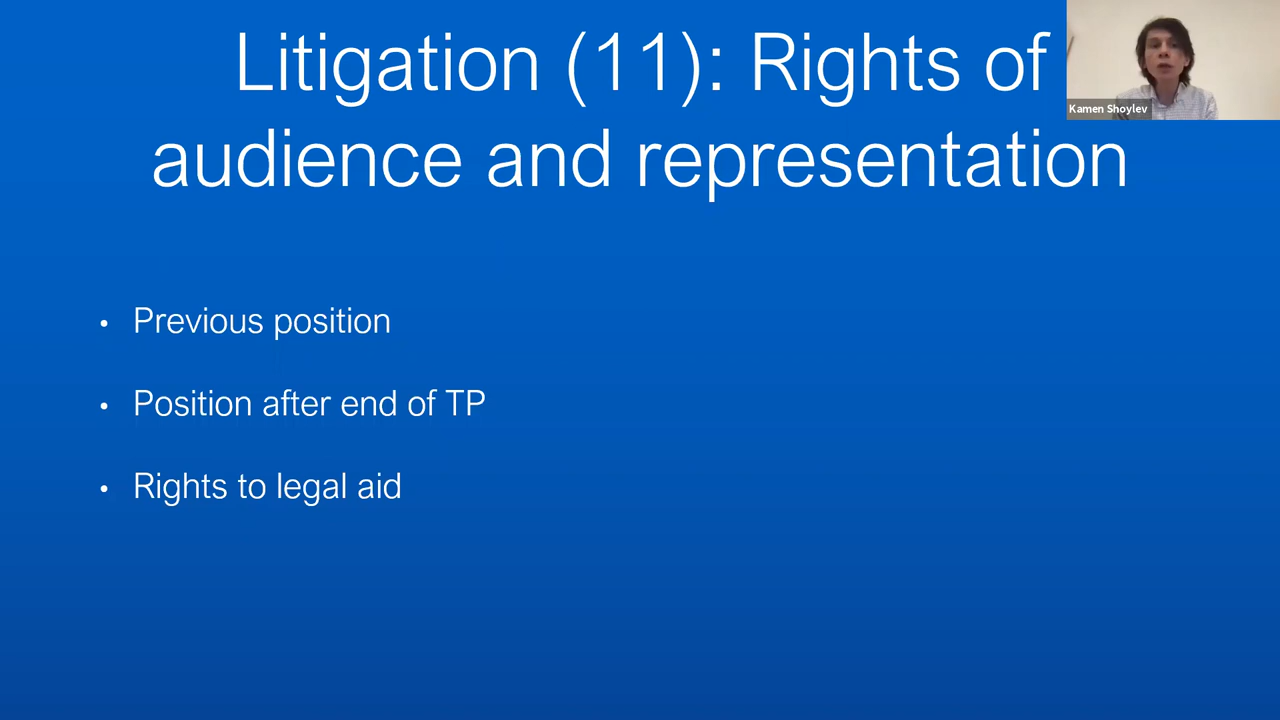 Litigation (11): Rights of
audience and representation
Kamen Shoylev
• Previous position
• Position after end of TP
• Rights to legal aid